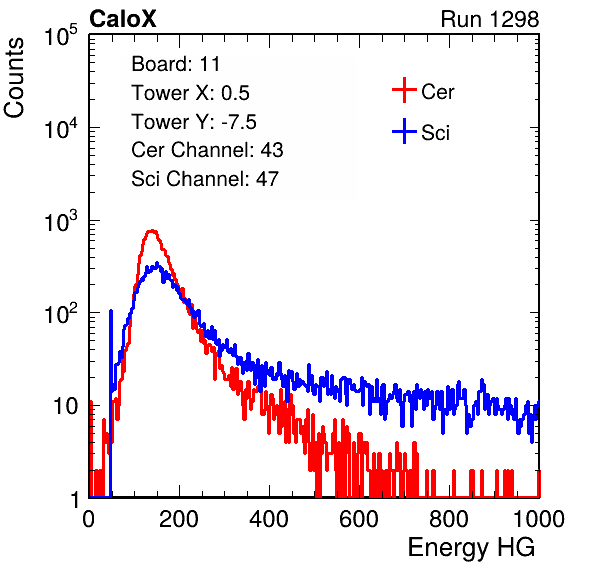 CaloX Run 1298
Counts
10^5
10^4
10^3
10^2
10
1
Board: 11
Tower X: 0.5
Tower Y: -7.5
Cer Channel: 43
Sci Channel: 47
Cer
Sci
0 200 400 600 800 1000
Energy HG